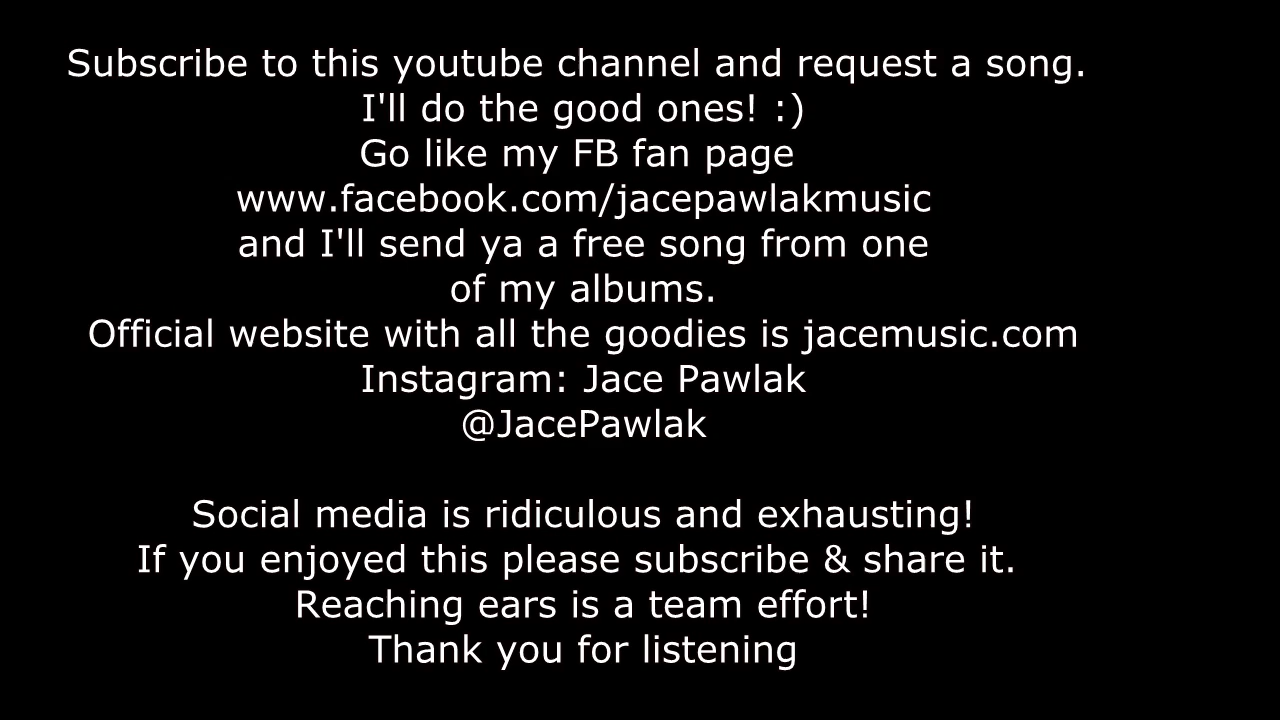 Subscribe to this youtube channel and request a song.
I'll do the good ones! :)
Go like my FB fan page
www.facebook.com/jacepawlakmusic
and I'll send ya a free song from one
of my albums.
Official website with all the goodies is jacemusic.com
Instagram: Jace Pawlak
@JacePawlak
Social media is ridiculous and exhausting!
If you enjoyed this please subscribe & share it.
Reaching ears is a team effort!
Thank you for listening